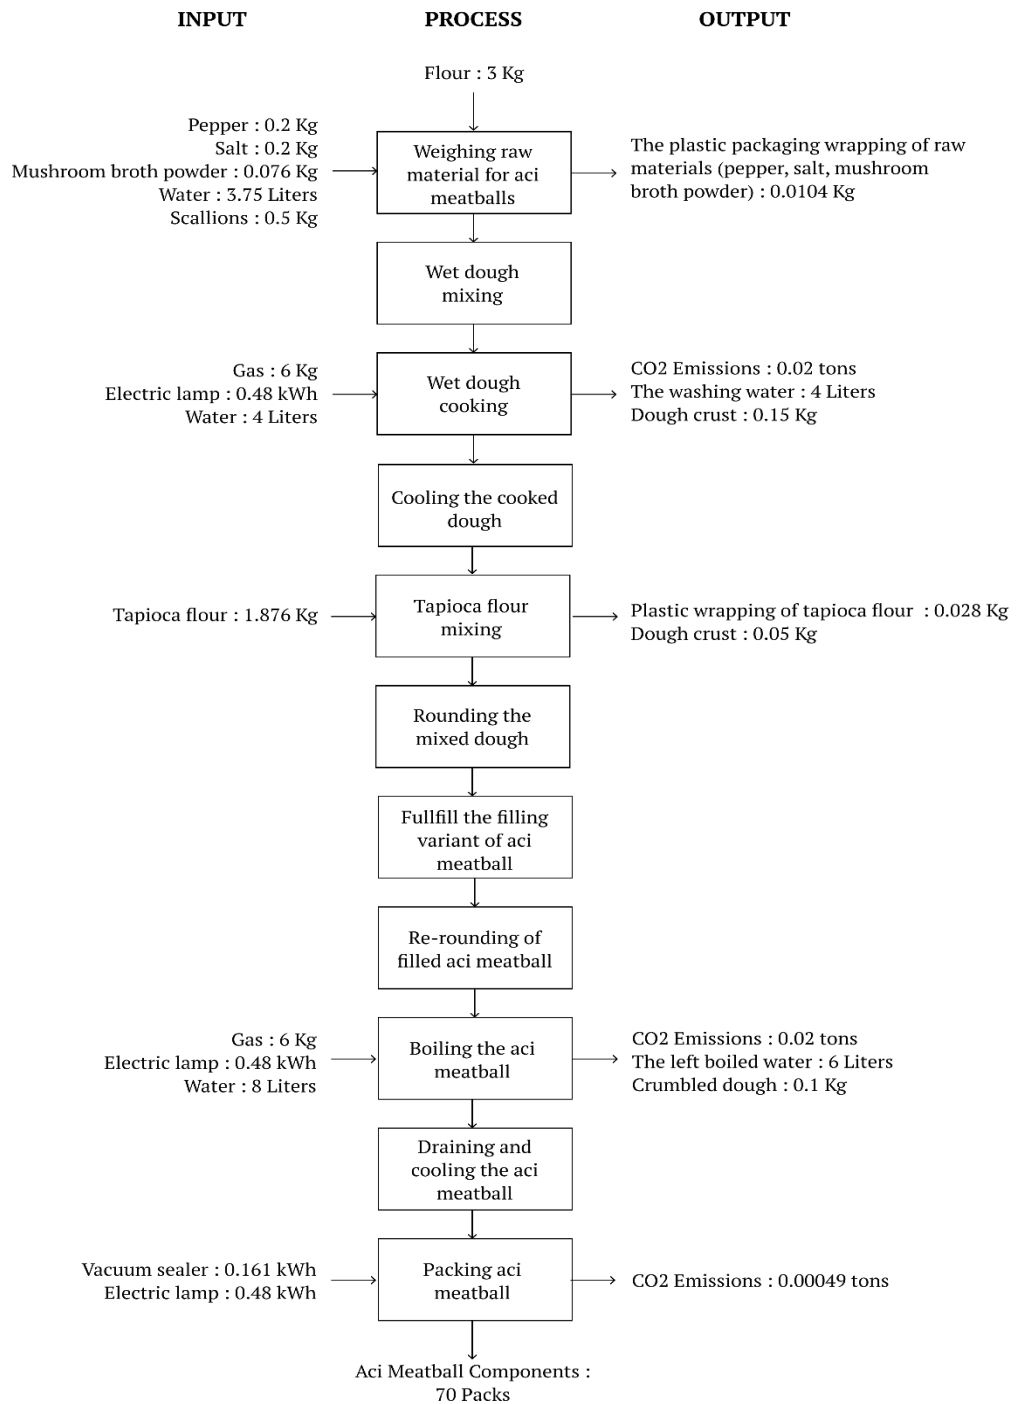 INPUT
PROCESS
OUTPUT
Flour : 3 Kg
Pepper : 0.2 Kg
Salt : 0.2 Kg
Mushroom broth powder : 0.076 Kg
Water : 3.75 Liters
Scallions : 0.5 Kg
Weighing raw
material for aci
meatballs
The plastic packaging wrapping of raw
materials (pepper, salt, mushroom
broth powder) : 0.0104 Kg
Wet dough
mixing
Gas : 6 Kg
Electric lamp : 0.48 kWh
Water : 4 Liters
Wet dough
cooking
CO2 Emissions : 0.02 tons
The washing water : 4 Liters
Dough crust : 0.15 Kg
Cooling the cooked
dough
Tapioca flour : 1.876 Kg
Tapioca flour
mixing
Plastic wrapping of tapioca flour  : 0.028 Kg
Dough crust : 0.05 Kg
Rounding the
mixed dough
Fullfill the filling
variant of aci
meatball
Re-rounding of
filled aci meatball
Gas : 6 Kg
Electric lamp : 0.48 kWh
Water : 8 Liters
Boiling the aci
meatball
CO2 Emissions : 0.02 tons
The left boiled water : 6 Liters
Crumbled dough : 0.1 Kg
Draining and
cooling the aci
meatball
Vacuum sealer : 0.161 kWh
Electric lamp : 0.48 kWh
Packing aci
meatball
CO2 Emissions : 0.00049 tons
Aci Meatball Components :
70 Packs